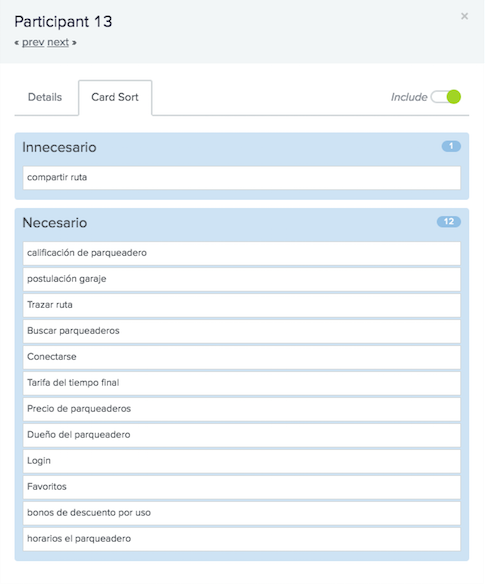 Participant 13
×
« prev next »
Details
Card Sort
Include
Innecesario
1
compartir ruta
Necesario
12
calificación de parqueadero
postulación garaje
Trazar ruta
Buscar parqueaderos
Conectarse
Tarifa del tiempo final
Precio de parqueaderos
Dueño del parqueadero
Login
Favoritos
bonos de descuento por uso
horarios el parqueadero